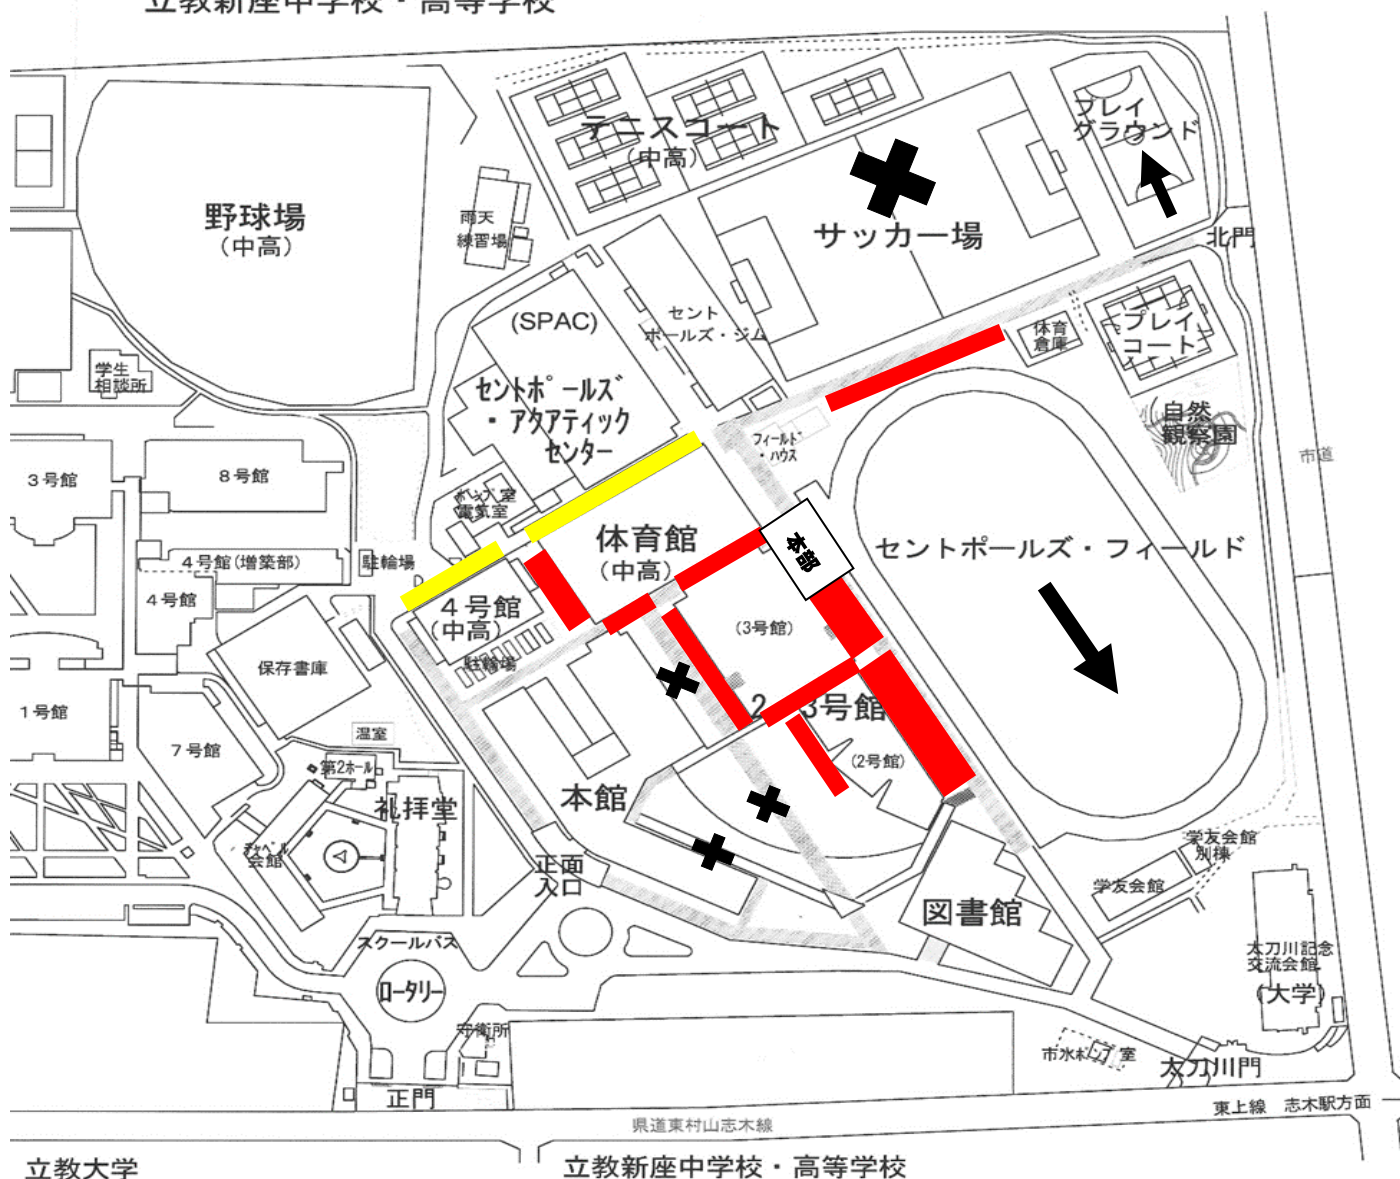 立教新座中学校・高等学校
テニスコート
(中高)
プレイ
グラウンド
野球場
(中高)
雨天
練習場
サッカー場
北門
(SPAC)
セント
ポールズ・ジム
体育
倉庫
プレイ
コート
学生
相談所
セントポールズ
・アクアティック
センター
自然
観察園
フィールド
・ハウス
市道
3号館
8号館
ポンプ室
電気室
体育館
(中高)
本部
セントポールズ・フィールド
4号館(増築部)
駐輪場
4号館
4号館
(中高)
(3号館)
駐輪場
保存書庫
1号館
7号館
温室
2
3号館
(2号館)
第2ホール
本館
礼拝堂
チャペル
会館
正面
入口
学友会館
別棟
学友会館
図書館
スクールバス
ロータリー
太刀川記念
交流会館
(大学)
守衛所
市水ポンプ室
太刀川門
正門
東上線 志木駅方面
県道東村山志木線
立教大学
立教新座中学校・高等学校